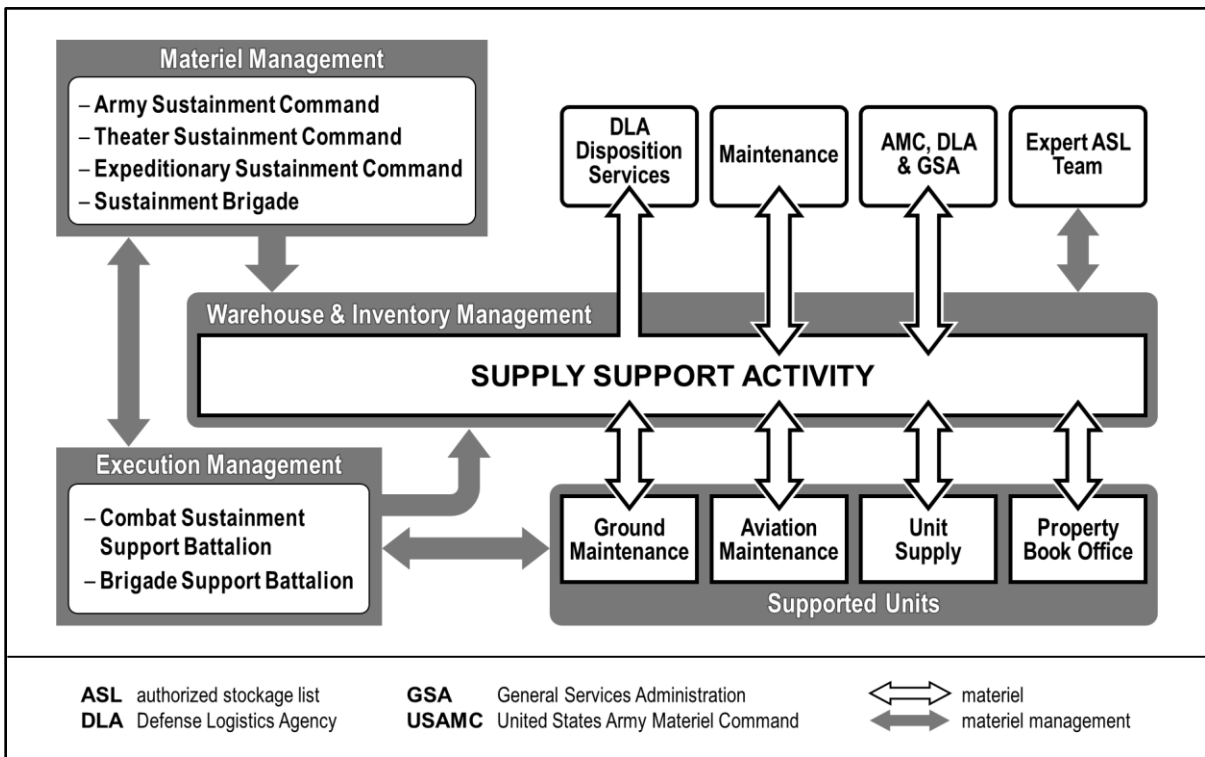 Materiel Management
– Army Sustainment Command
– Theater Sustainment Command
– Expeditionary Sustainment Command
– Sustainment Brigade
DLA
Disposition
Services
Maintenance
AMC, DLA
& GSA
Expert ASL
Team
Warehouse & Inventory Management
SUPPLY SUPPORT ACTIVITY
Execution Management
– Combat Sustainment
Support Battalion
– Brigade Support Battalion
Ground
Maintenance
Aviation
Maintenance
Unit
Supply
Property
Book Office
Supported Units
ASL authorized stockage list
DLA Defense Logistics Agency
GSA General Services Administration
USAMC United States Army Materiel Command
materiel
materiel management